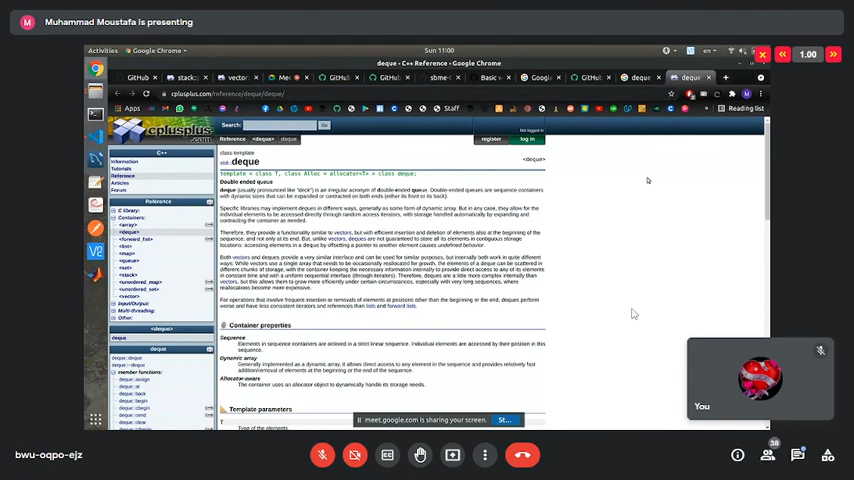 M Muhammad Moustafa is presenting
Activities Google Chrome Sun 11:00 en
deque - C++ Reference - Google Chrome
1.00
GitHub stack: vector GitHub GitHub sbme- Basic Google GitHub deque deque
cplusplus.com/reference/deque/deque/
Apps Staff Reading list
cplusplus.com
Search: Go
Not logged in
Reference <deque> deque
register log in
C++
Information
Tutorials
Reference
Articles
Forum
Reference
C library:
Containers:
<array>
<deque>
<forward_list>
<list>
<map>
<queue>
<set>
<stack>
<unordered_map>
<unordered_set>
<vector>
Input/Output:
Multi-threading:
Other:
<deque>
deque
deque
deque::deque
deque::~deque
member functions:
deque::assign
deque::at
deque::back
deque::begin
deque::cbegin
deque::cend
deque::clear
class template
std::deque
<deque>
template < class T, class Alloc = allocator<T> > class deque;
Double ended queue
deque (usually pronounced like "deck") is an irregular acronym of double-ended queue. Double-ended queues are sequence containers
with dynamic sizes that can be expanded or contracted on both ends (either its front or its back).
Specific libraries may implement deques in different ways, generally as some form of dynamic array. But in any case, they allow for the
individual elements to be accessed directly through random access iterators, with storage handled automatically by expanding and
contracting the container as needed.
Therefore, they provide a functionality similar to vectors, but with efficient insertion and deletion of elements also at the beginning of the
sequence, and not only at its end. But, unlike vectors, deques are not guaranteed to store all its elements in contiguous storage
locations: accessing elements in a deque by offsetting a pointer to another element causes undefined behavior.
Both vectors and deques provide a very similar interface and can be used for similar purposes, but internally both work in quite different
ways: While vectors use a single array that needs to be occasionally reallocated for growth, the elements of a deque can be scattered
in different chunks of storage, with the container keeping the necessary information internally to provide direct access to any of its elements
in constant time and with a uniform sequential interface (through iterators). Therefore, deques are a little more complex internally than
vectors, but this allows them to grow more efficiently under certain circumstances, especially with very long sequences, where
reallocations become more expensive.
For operations that involve frequent insertion or removals of elements at positions other than the beginning or the end, deques perform
worse and have less consistent iterators and references than lists and forward lists.
Container properties
Sequence
Elements in sequence containers are ordered in a strict linear sequence. Individual elements are accessed by their position in this
sequence.
Dynamic array
Generally implemented as a dynamic array, it allows direct access to any element in the sequence and provides relatively fast
addition/removal of elements at the beginning or the end of the sequence.
Allocator-aware
The container uses an allocator object to dynamically handle its storage needs.
Template parameters
T
Type of the elements.
meet.google.com is sharing your screen. St...
You
bwu-oqpo-ejz
38